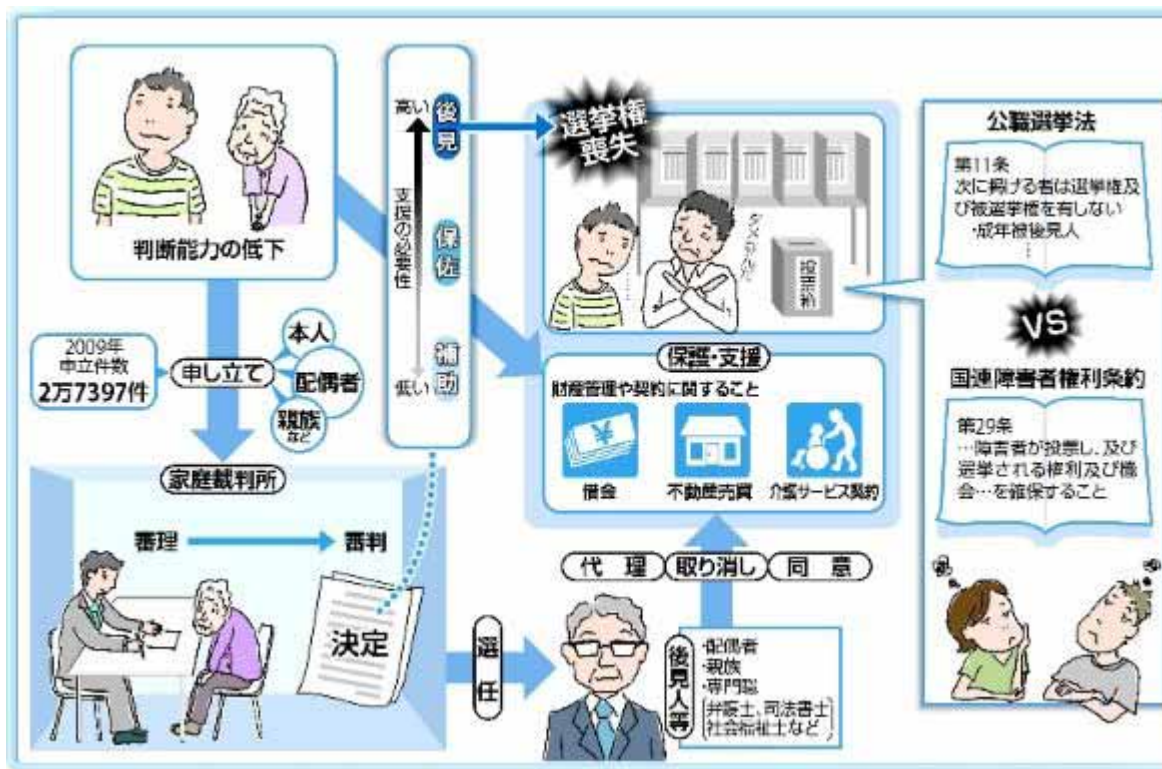 判断能力の低下
2009年
申立件数
2万7397件
申し立て
本人
配偶者
親族
など
高い
支援の必要性
低い
後見
保佐
補助
選挙権
喪失
ダメなんだ…
……
投票箱
保護・支援
財産管理や契約に関すること
借金
不動産売買
介護サービス契約
公職選挙法
第11条
次に掲げる者は選挙権及
び被選挙権を有しない
・成年被後見人
…
VS
国連障害者権利条約
第29条
…障害者が投票し、及び
選挙される権利及び機
会…を確保すること
家庭裁判所
審理
審判
決定
選任
代理
取り消し
同意
後見人等
・配偶者
・親族
・専門職
弁護士、司法書士
社会福祉士など